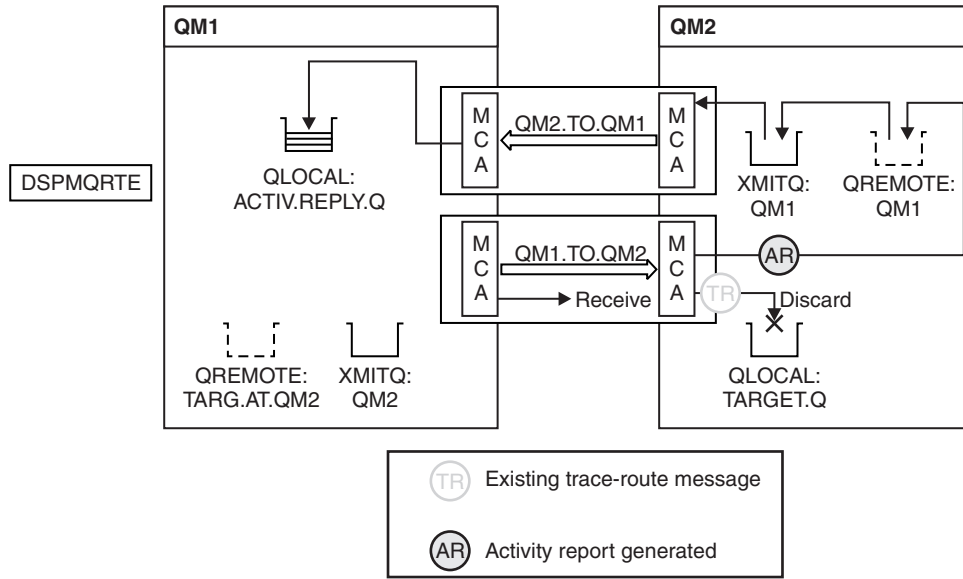 QM1
QM2
DSPMQRTE
M
C
A
QM2.TO.QM1
M
C
A
QLOCAL:
ACTIV.REPLY.Q
XMITQ:
QM1
QREMOTE:
QM1
M
C
A
QM1.TO.QM2
Receive
M
C
A
AR
TR
Discard
QREMOTE:
TARG.AT.QM2
XMITQ:
QM2
QLOCAL:
TARGET.Q
TR Existing trace-route message
AR Activity report generated